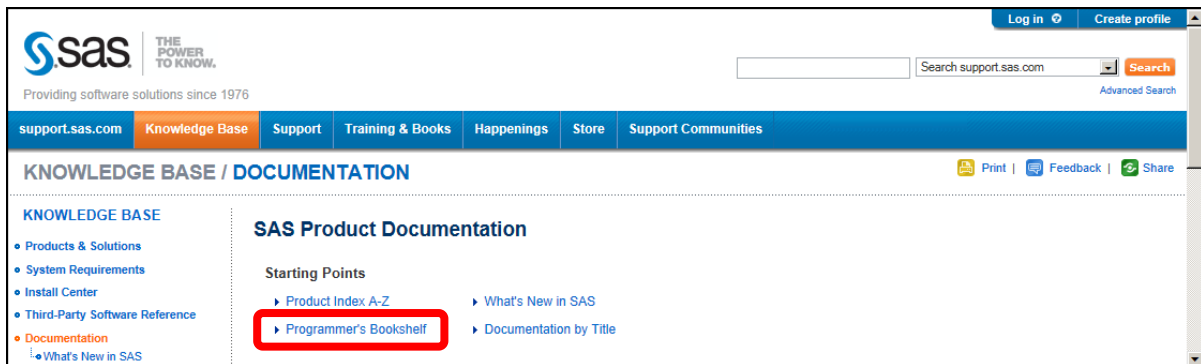 Log in Create profile
sas THE POWER TO KNOW.
Search support.sas.com Search
Providing software solutions since 1976
Advanced Search
support.sas.com Knowledge Base Support Training & Books Happenings Store Support Communities
KNOWLEDGE BASE / DOCUMENTATION
Print | Feedback | Share
KNOWLEDGE BASE
Products & Solutions
System Requirements
Install Center
Third-Party Software Reference
Documentation
What's New in SAS
SAS Product Documentation
Starting Points
Product Index A-Z What's New in SAS
Programmer's Bookshelf Documentation by Title